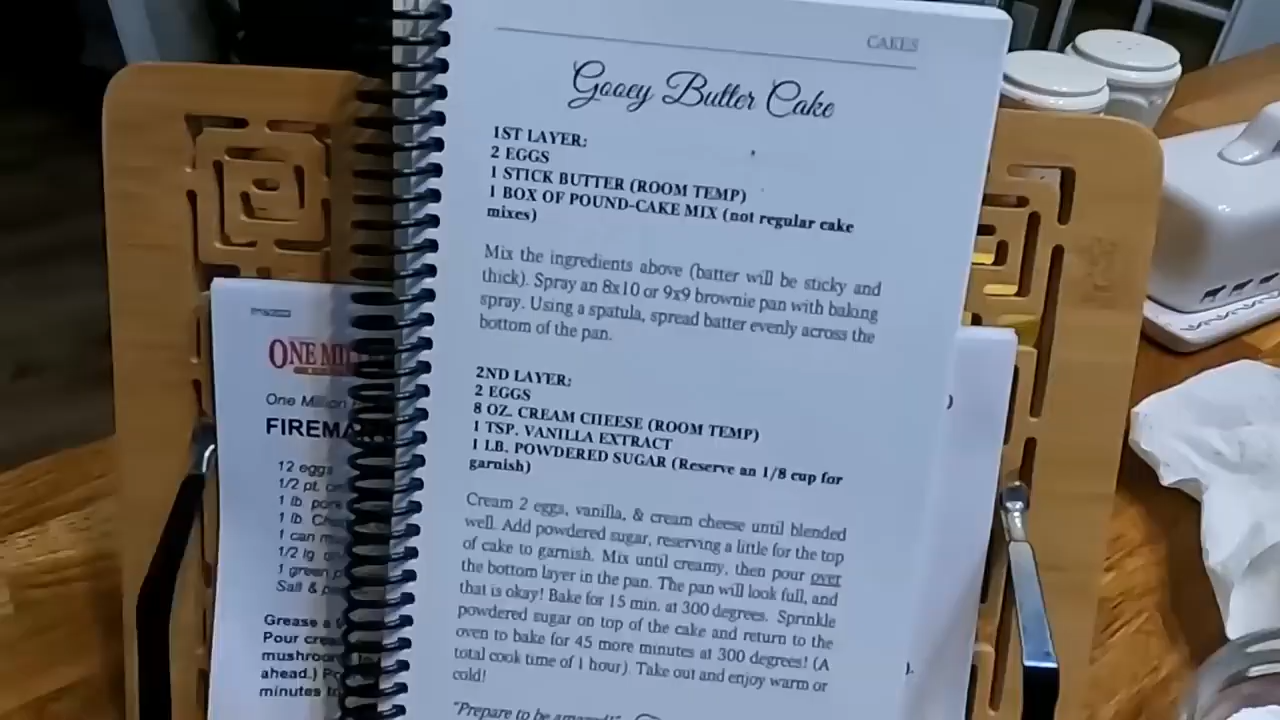 CAKES
Gooey Butter Cake
1ST LAYER:
2 EGGS
1 STICK BUTTER (ROOM TEMP)
1 BOX OF POUND-CAKE MIX (not regular cake
mixes)
Mix the ingredients above (batter will be sticky and
thick). Spray an 8x10 or 9x9 brownie pan with baking
spray. Using a spatula, spread batter evenly across the
bottom of the pan.
2ND LAYER:
2 EGGS
8 OZ. CREAM CHEESE (ROOM TEMP)
1 TSP. VANILLA EXTRACT
1 LB. POWDERED SUGAR (Reserve an 1/8 cup for
garnish)
Cream 2 eggs, vanilla, & cream cheese until blended
well. Add powdered sugar, reserving a little for the top
of cake to garnish. Mix until creamy, then pour over
the bottom layer in the pan. The pan will look full, and
that is okay! Bake for 15 min. at 300 degrees. Sprinkle
powdered sugar on top of the cake and return to the
oven to bake for 45 more minutes at 300 degrees! (A
total cook time of 1 hour). Take out and enjoy warm or
cold!
"Prepare to be amazed!"
ONE
One Million
12 eggs
1/2 pt.
1 lb
1 lb
1 can
1/2 lg
1 green
Salt &
Grease a
Pour
ahead.)
minutes